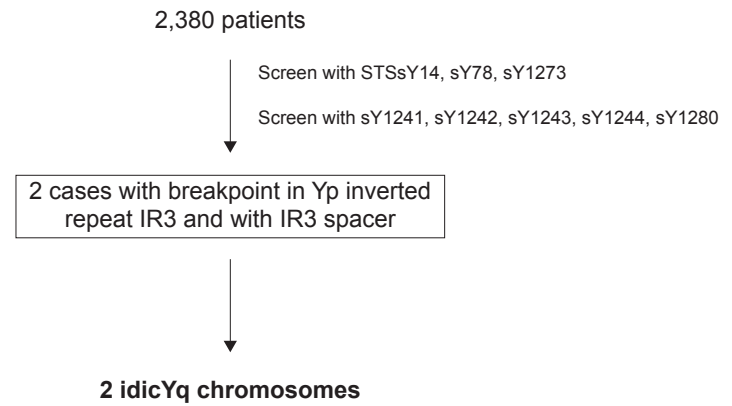 2,380 patients
Screen with STSsY14, sY78, sY1273
Screen with sY1241, sY1242, sY1243, sY1244, sY1280
2 cases with breakpoint in Yp inverted
repeat IR3 and with IR3 spacer
2 idicYq chromosomes